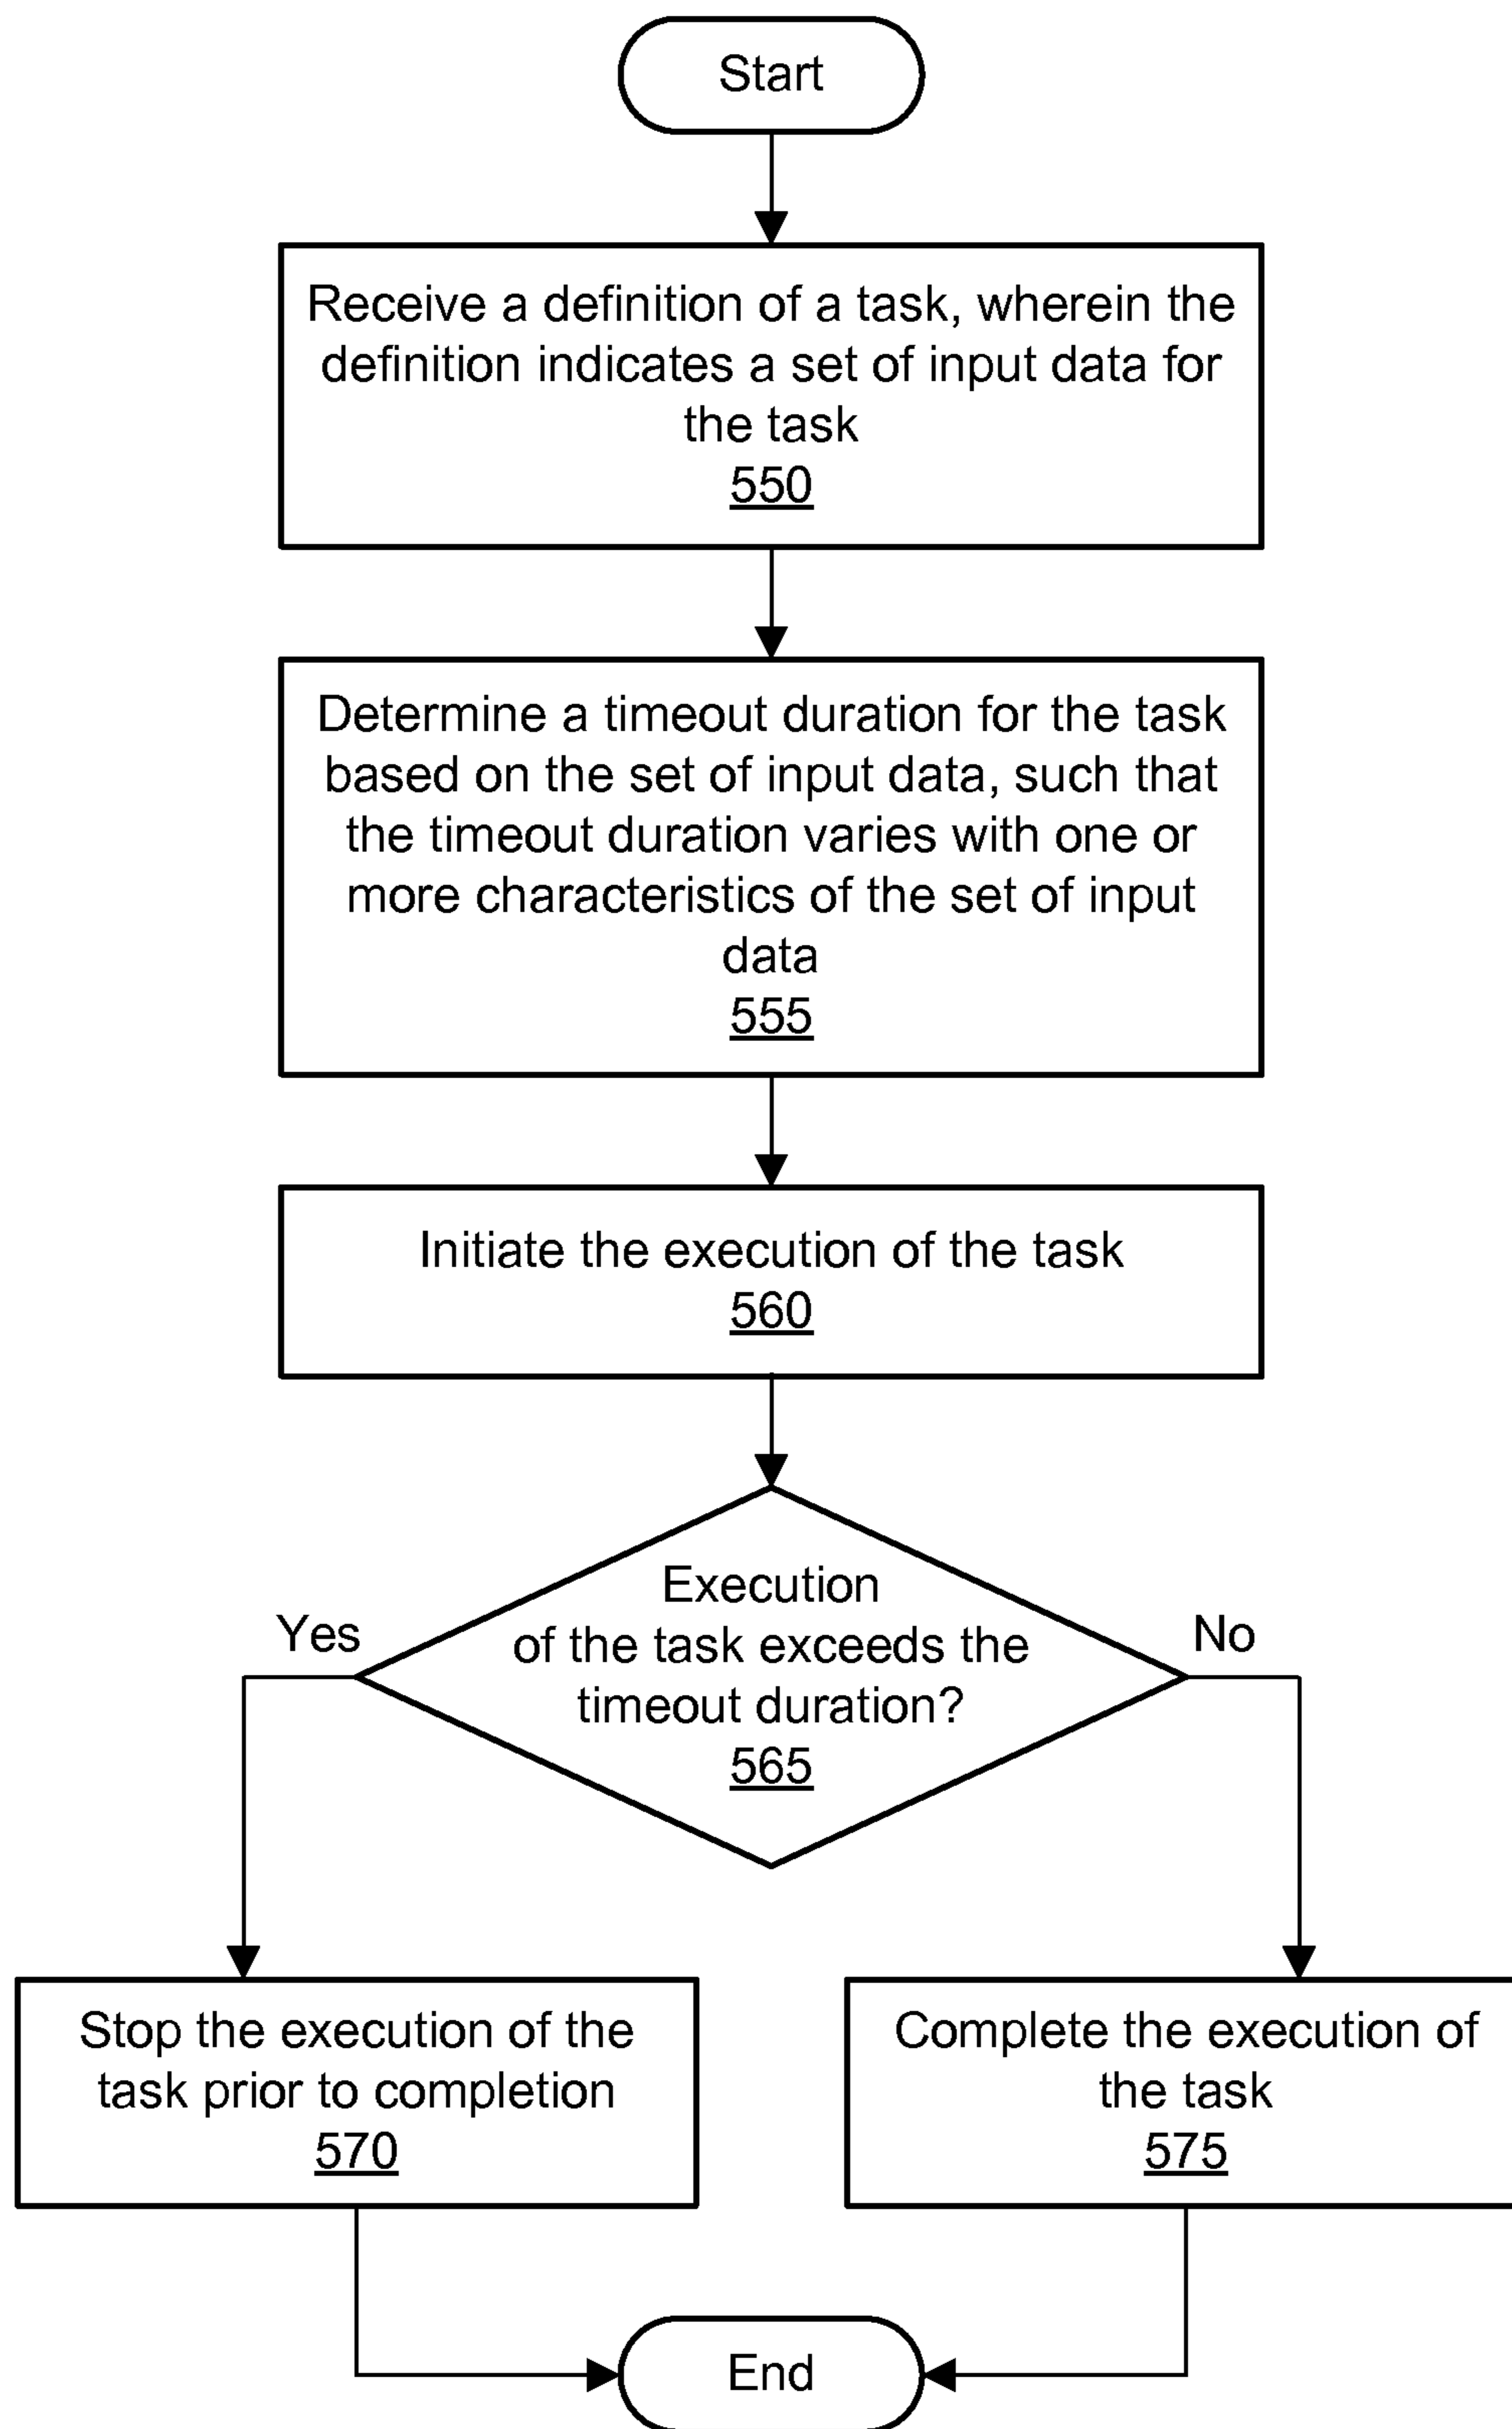 Start
Receive a definition of a task, wherein the
definition indicates a set of input data for
the task
550
Determine a timeout duration for the task
based on the set of input data, such that
the timeout duration varies with one or
more characteristics of the set of input
data
555
Initiate the execution of the task
560
Execution
of the task exceeds the
timeout duration?
565
Yes
No
Stop the execution of the
task prior to completion
570
Complete the execution of
the task
575
End